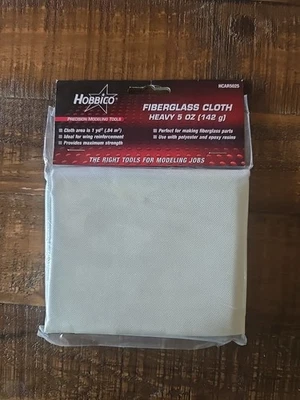 HCAR5025
HOBBICO
PRECISION MODELING TOOLS
FIBERGLASS CLOTH
HEAVY 5 OZ (142 g)
Cloth area is 1 yd² (.84 m²)
Ideal for wing reinforcement
Provides maximum strength
Perfect for making fiberglass parts
Use with polyester and epoxy resins
THE RIGHT TOOLS FOR MODELING JOBS